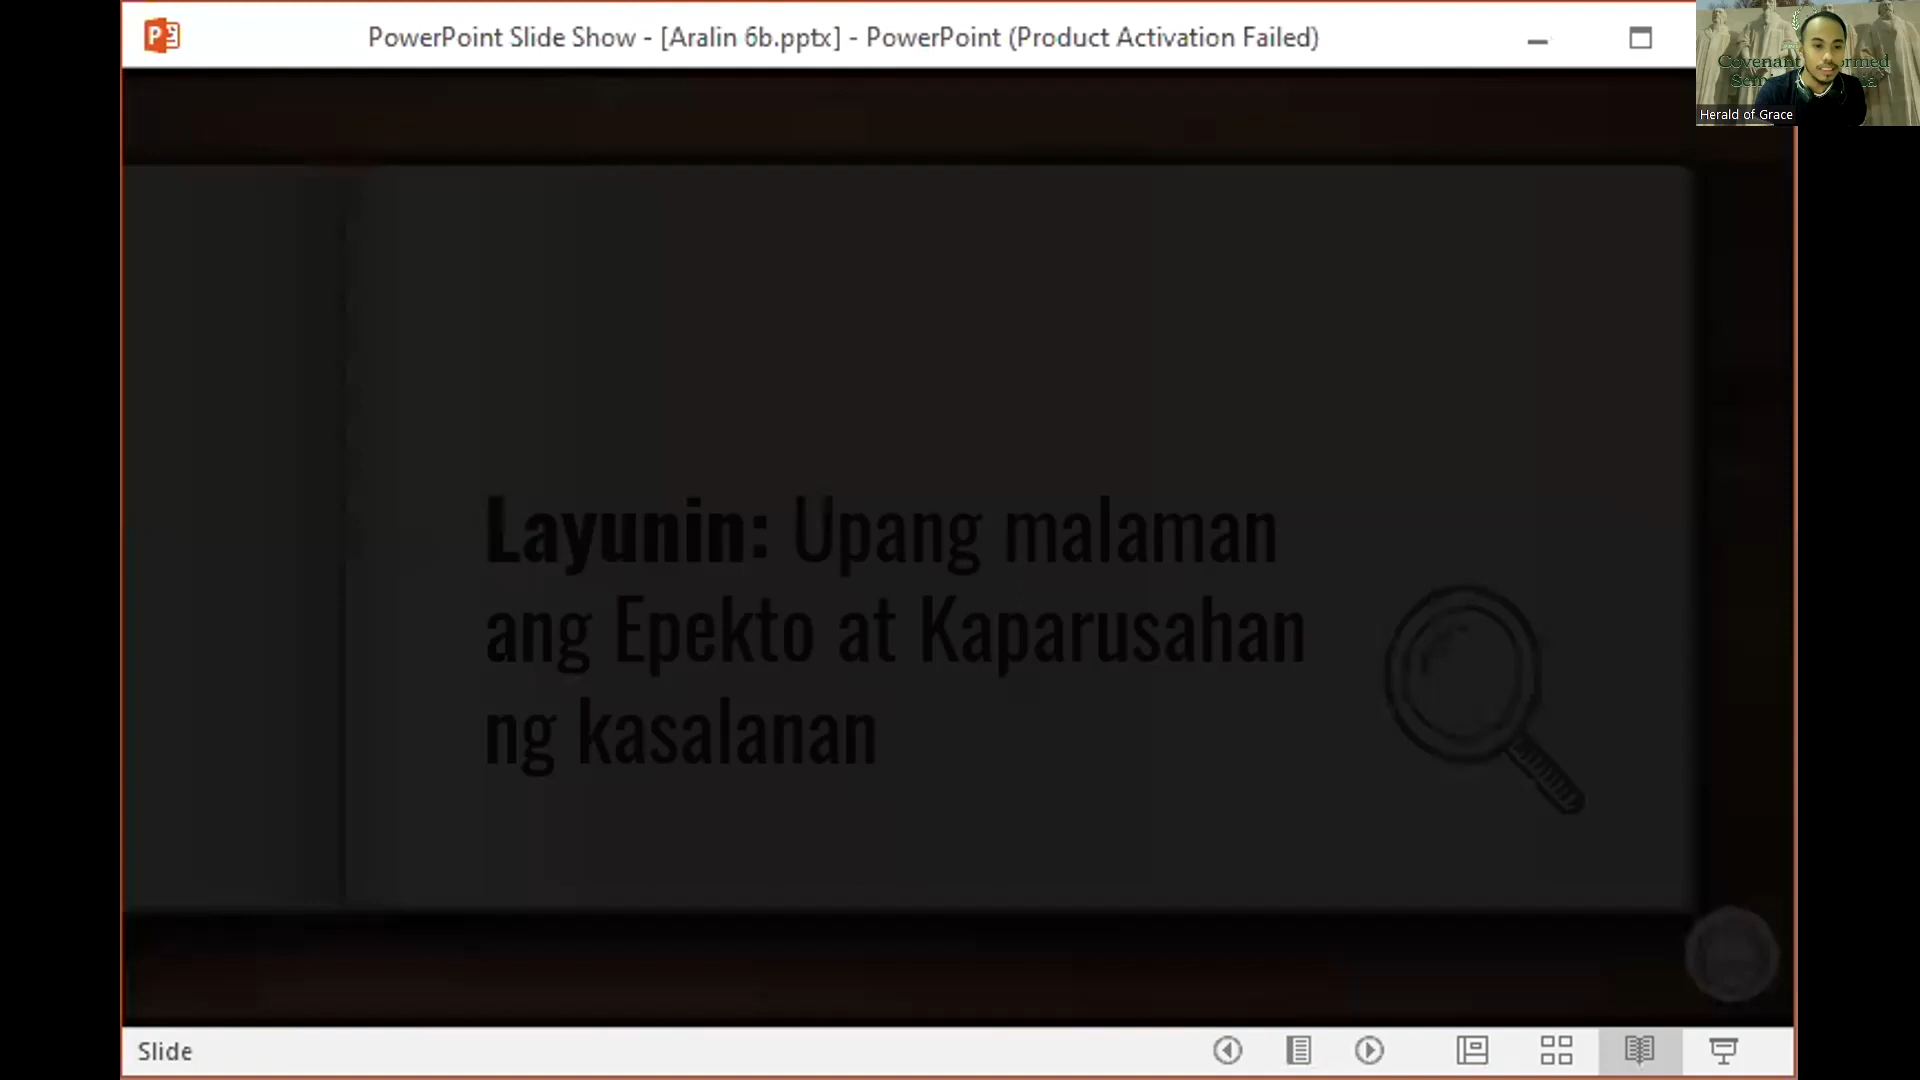 PowerPoint Slide Show - [Aralin 6b.pptx] - PowerPoint (Product Activation Failed)
Covenant
Herald of Grace
Layunin: Upang malaman
ang Epekto at Kaparusahan
ng kasalanan
Slide